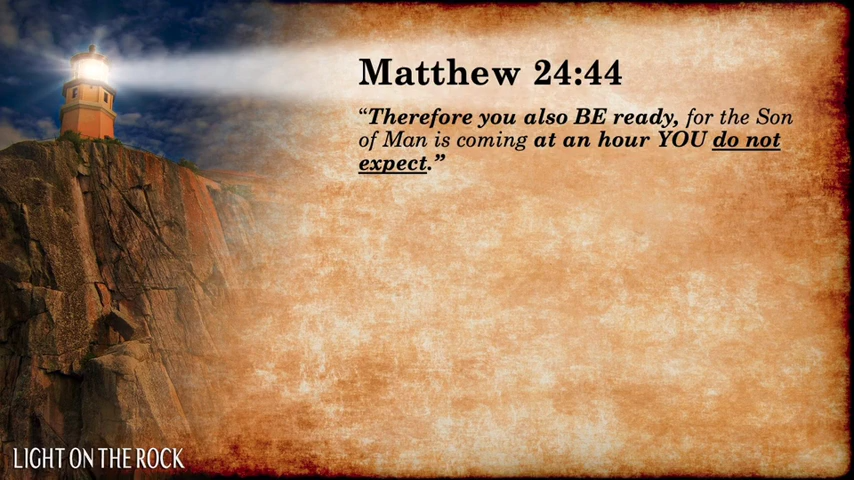 Matthew 24:44
“Therefore you also BE ready, for the Son
of Man is coming at an hour YOU do not
expect.”
LIGHT ON THE ROCK